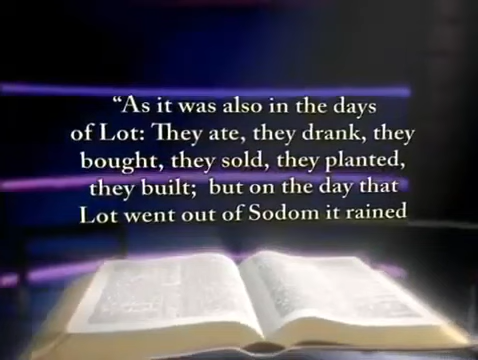 “As it was also in the days
of Lot: They ate, they drank, they
bought, they sold, they planted,
they built; but on the day that
Lot went out of Sodom it rained